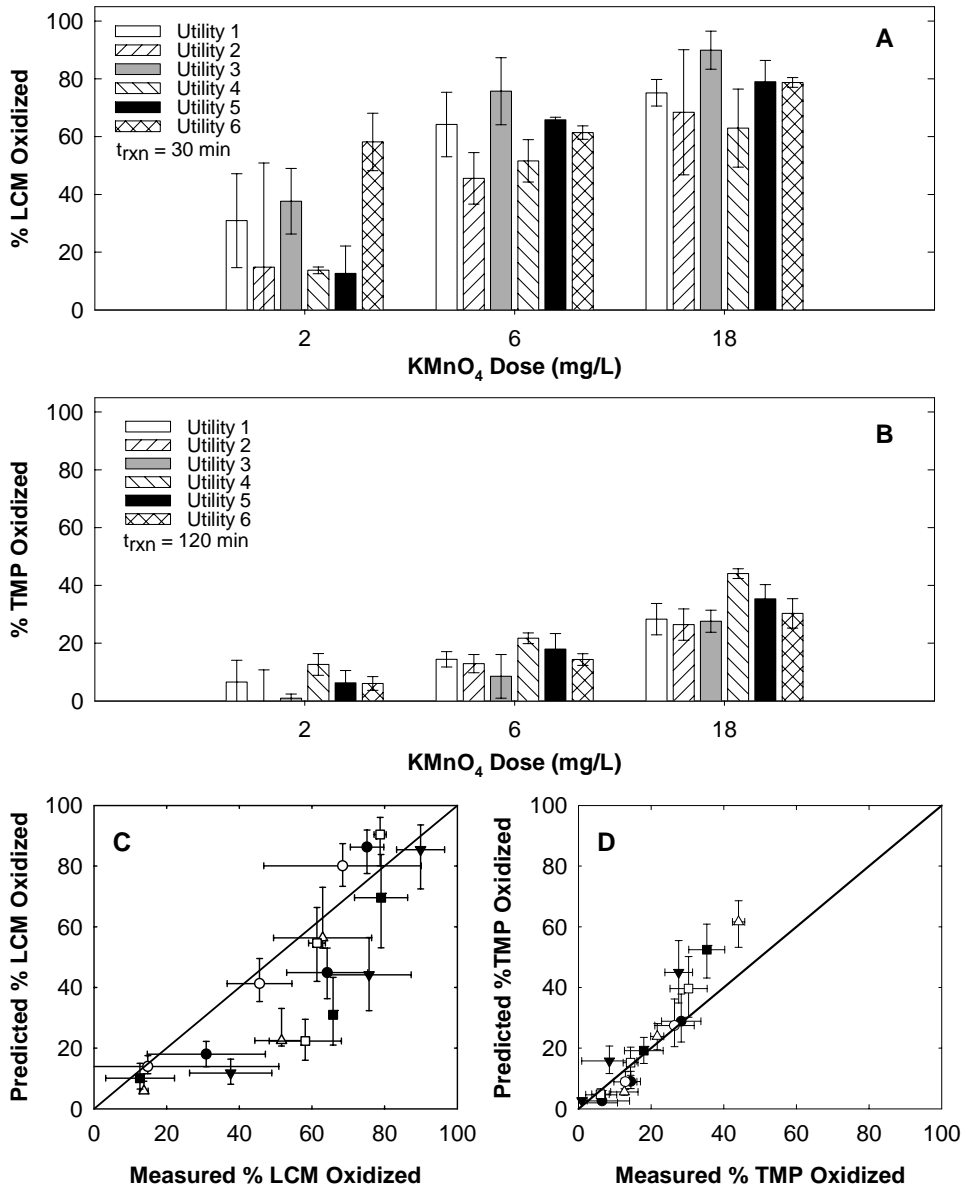 A
100
80
60
40
20
0
% LCM Oxidized
Utility 1
Utility 2
Utility 3
Utility 4
Utility 5
Utility 6
trxn = 30 min
2 6 18
KMnO4 Dose (mg/L)
B
100
80
60
40
20
0
% TMP Oxidized
Utility 1
Utility 2
Utility 3
Utility 4
Utility 5
Utility 6
trxn = 120 min
2 6 18
KMnO4 Dose (mg/L)
C
100
80
60
40
20
0
Predicted % LCM Oxidized
0 20 40 60 80 100
Measured % LCM Oxidized
D
100
80
60
40
20
0
Predicted %TMP Oxidized
0 20 40 60 80 100
Measured % TMP Oxidized